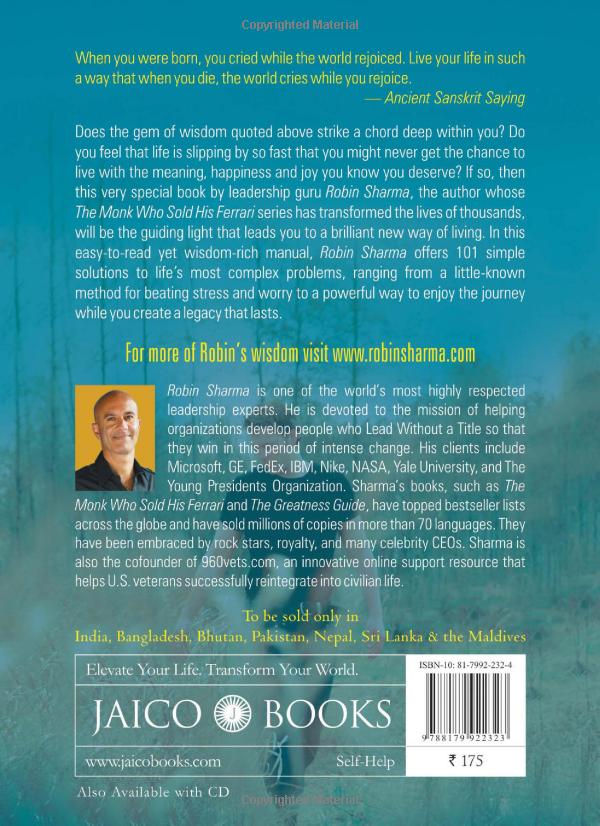 Copyrighted Material
When you were born, you cried while the world rejoiced. Live your life in such
a way that when you die, the world cries while you rejoice.
— Ancient Sanskrit Saying
Does the gem of wisdom quoted above strike a chord deep within you? Do
you feel that life is slipping by so fast that you might never get the chance to
live with the meaning, happiness and joy you know you deserve? If so, then
this very special book by leadership guru Robin Sharma, the author whose
The Monk Who Sold His Ferrari series has transformed the lives of thousands,
will be the guiding light that leads you to a brilliant new way of living. In this
easy-to-read yet wisdom-rich manual, Robin Sharma offers 101 simple
solutions to life's most complex problems, ranging from a little-known
method for beating stress and worry to a powerful way to enjoy the journey
while you create a legacy that lasts.
For more of Robin's wisdom visit www.robinsharma.com
Robin Sharma is one of the world's most highly respected
leadership experts. He is devoted to the mission of helping
organizations develop people who Lead Without a Title so that
they win in this period of intense change. His clients include
Microsoft, GE, FedEx, IBM, Nike, NASA, Yale University, and The
Young Presidents Organization. Sharma's books, such as The
Monk Who Sold His Ferrari and The Greatness Guide, have topped bestseller lists
across the globe and have sold millions of copies in more than 70 languages. They
have been embraced by rock stars, royalty, and many celebrity CEOs. Sharma is
also the cofounder of 960vets.com, an innovative online support resource that
helps U.S. veterans successfully reintegrate into civilian life.
To be sold only in
India, Bangladesh, Bhutan, Pakistan, Nepal, Sri Lanka & the Maldives
Elevate Your Life. Transform Your World.
JAICO J BOOKS
www.jaicobooks.com Self-Help
ISBN-10: 81-7992-232-4
9 788179 922323
₹ 175
Also Available with CD
Copyrighted Material